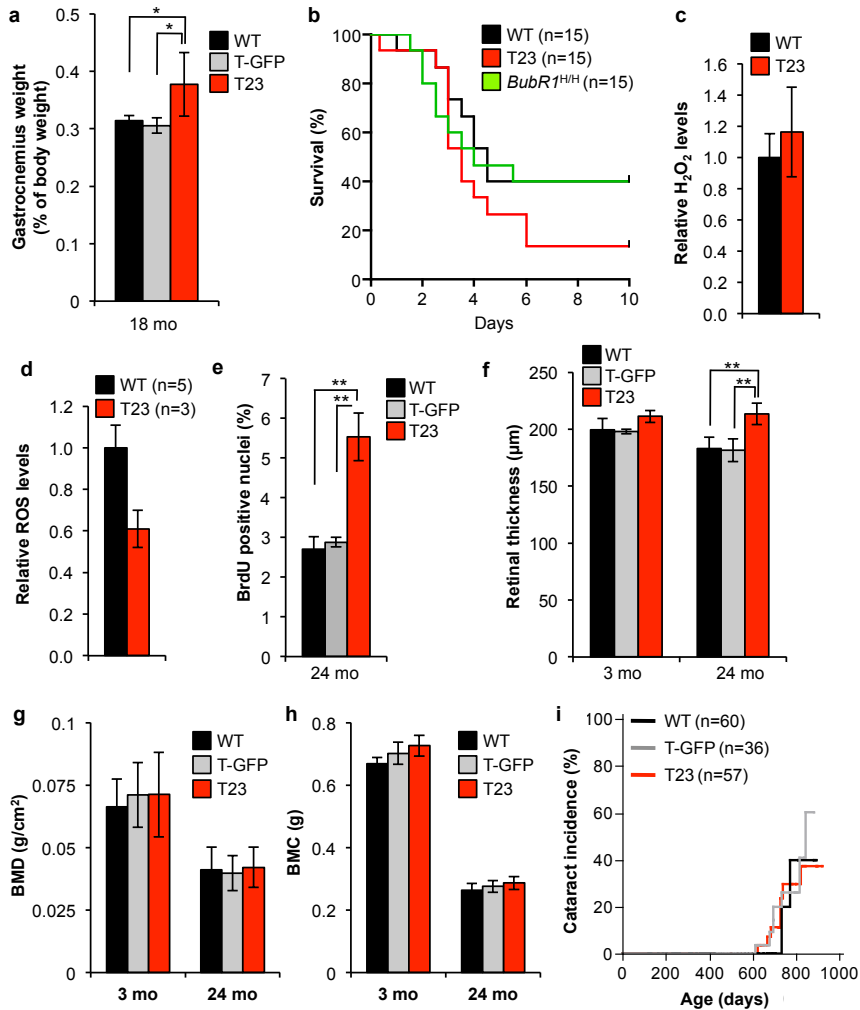 a
*
*
WT
T-GFP
T23
0.5
0.4
0.3
0.2
0.1
0
Gastrocnemius weight
(% of body weight)
18 mo
b
WT (n=15)
T23 (n=15)
BubR1H/H (n=15)
100
80
60
40
20
0
Survival (%)
0 2 4 6 8 10
Days
c
WT
T23
1.6
1.4
1.2
1.0
0.8
0.6
0.4
0.2
0.0
Relative H2O2 levels
d
WT (n=5)
T23 (n=3)
1.2
1.0
0.8
0.6
0.4
0.2
0.0
Relative ROS levels
e
**
**
WT
T-GFP
T23
7
6
5
4
3
2
1
0
BrdU positive nuclei (%)
24 mo
f
WT
T-GFP
T23
**
**
250
200
150
100
50
0
Retinal thickness (µm)
3 mo 24 mo
g
WT
T-GFP
T23
0.1
0.075
0.05
0.025
0
BMD (g/cm2)
3 mo 24 mo
h
WT
T-GFP
T23
0.8
0.6
0.4
0.2
0
BMC (g)
3 mo 24 mo
i
WT (n=60)
T-GFP (n=36)
T23 (n=57)
100
80
60
40
20
0
Cataract incidence (%)
0 200 400 600 800 1000
Age (days)